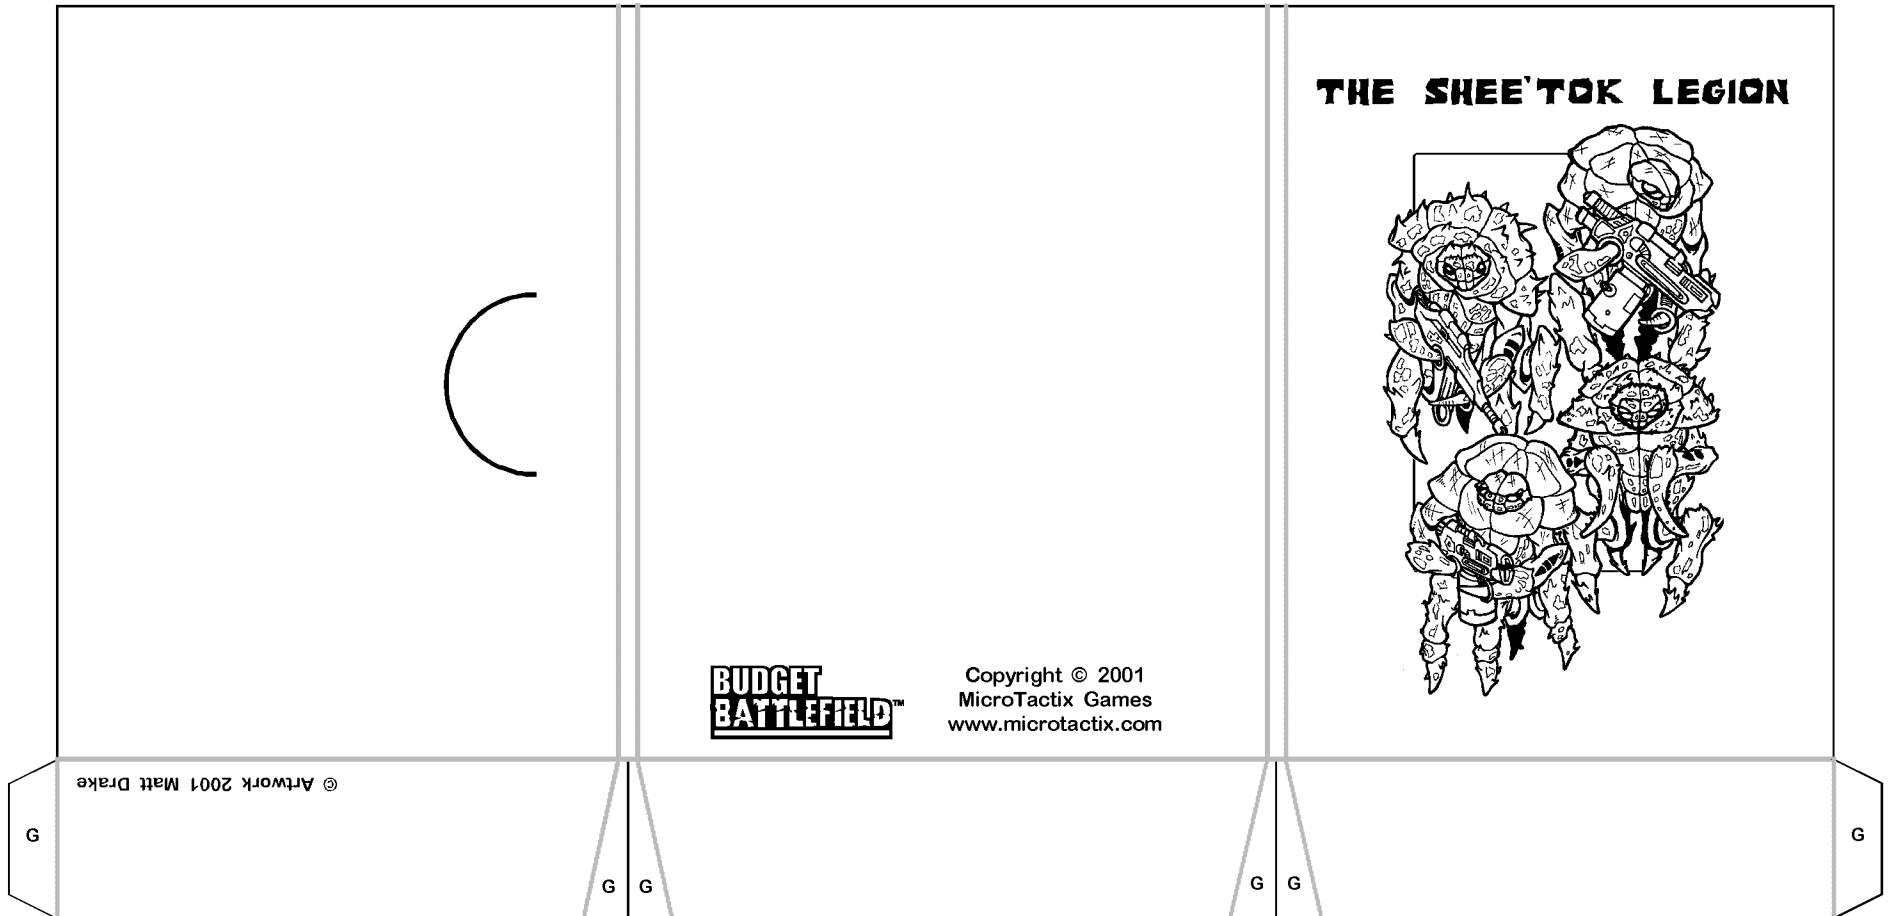 THE SHEE'TOK LEGION
BUDGET
BATTLEFIELD™
Copyright © 2001
MicroTactix Games
www.microtactix.com
© Artwork 2001 Matt Drake
G
G
G
G
G
G